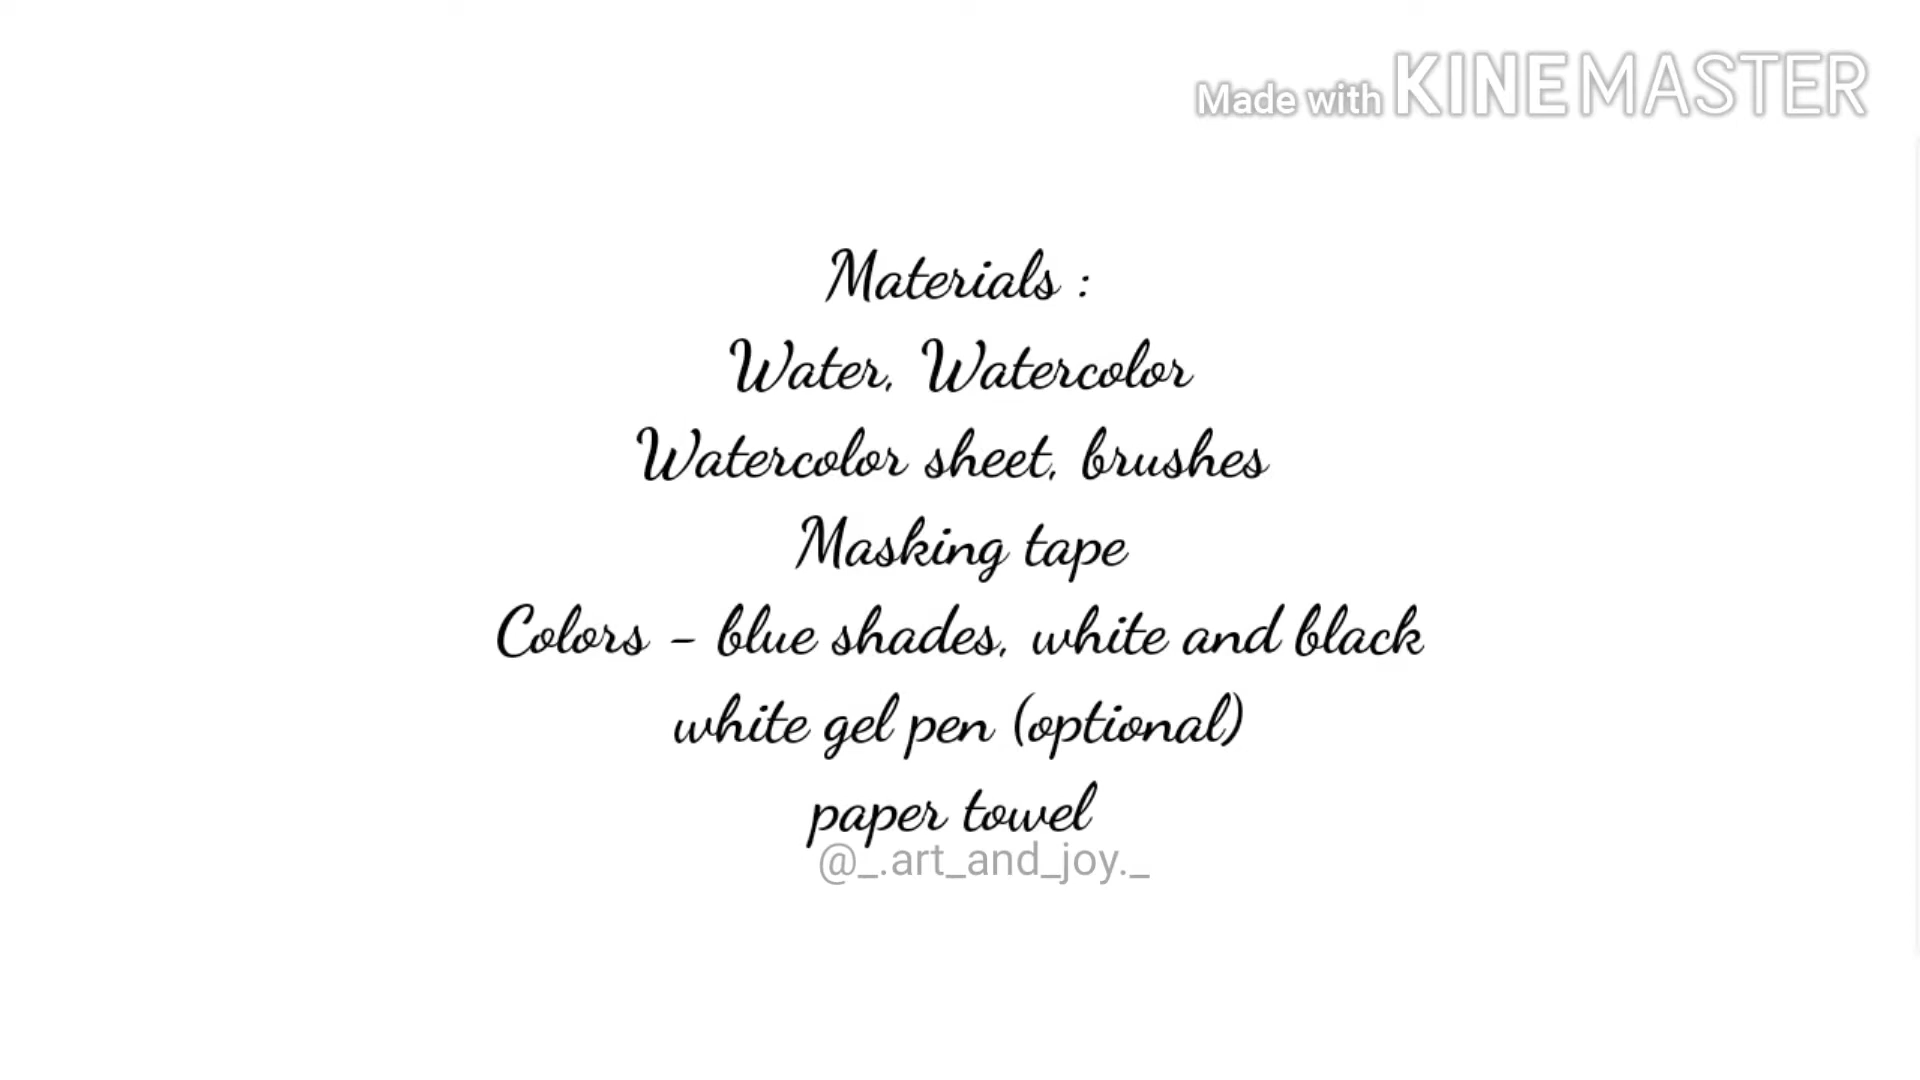 Made with KINEMASTER
Materials :
Water, Watercolor
Watercolor sheet, brushes
Masking tape
Colors - blue shades, white and black
white gel pen (optional)
paper towel
@_.art_and_joy._